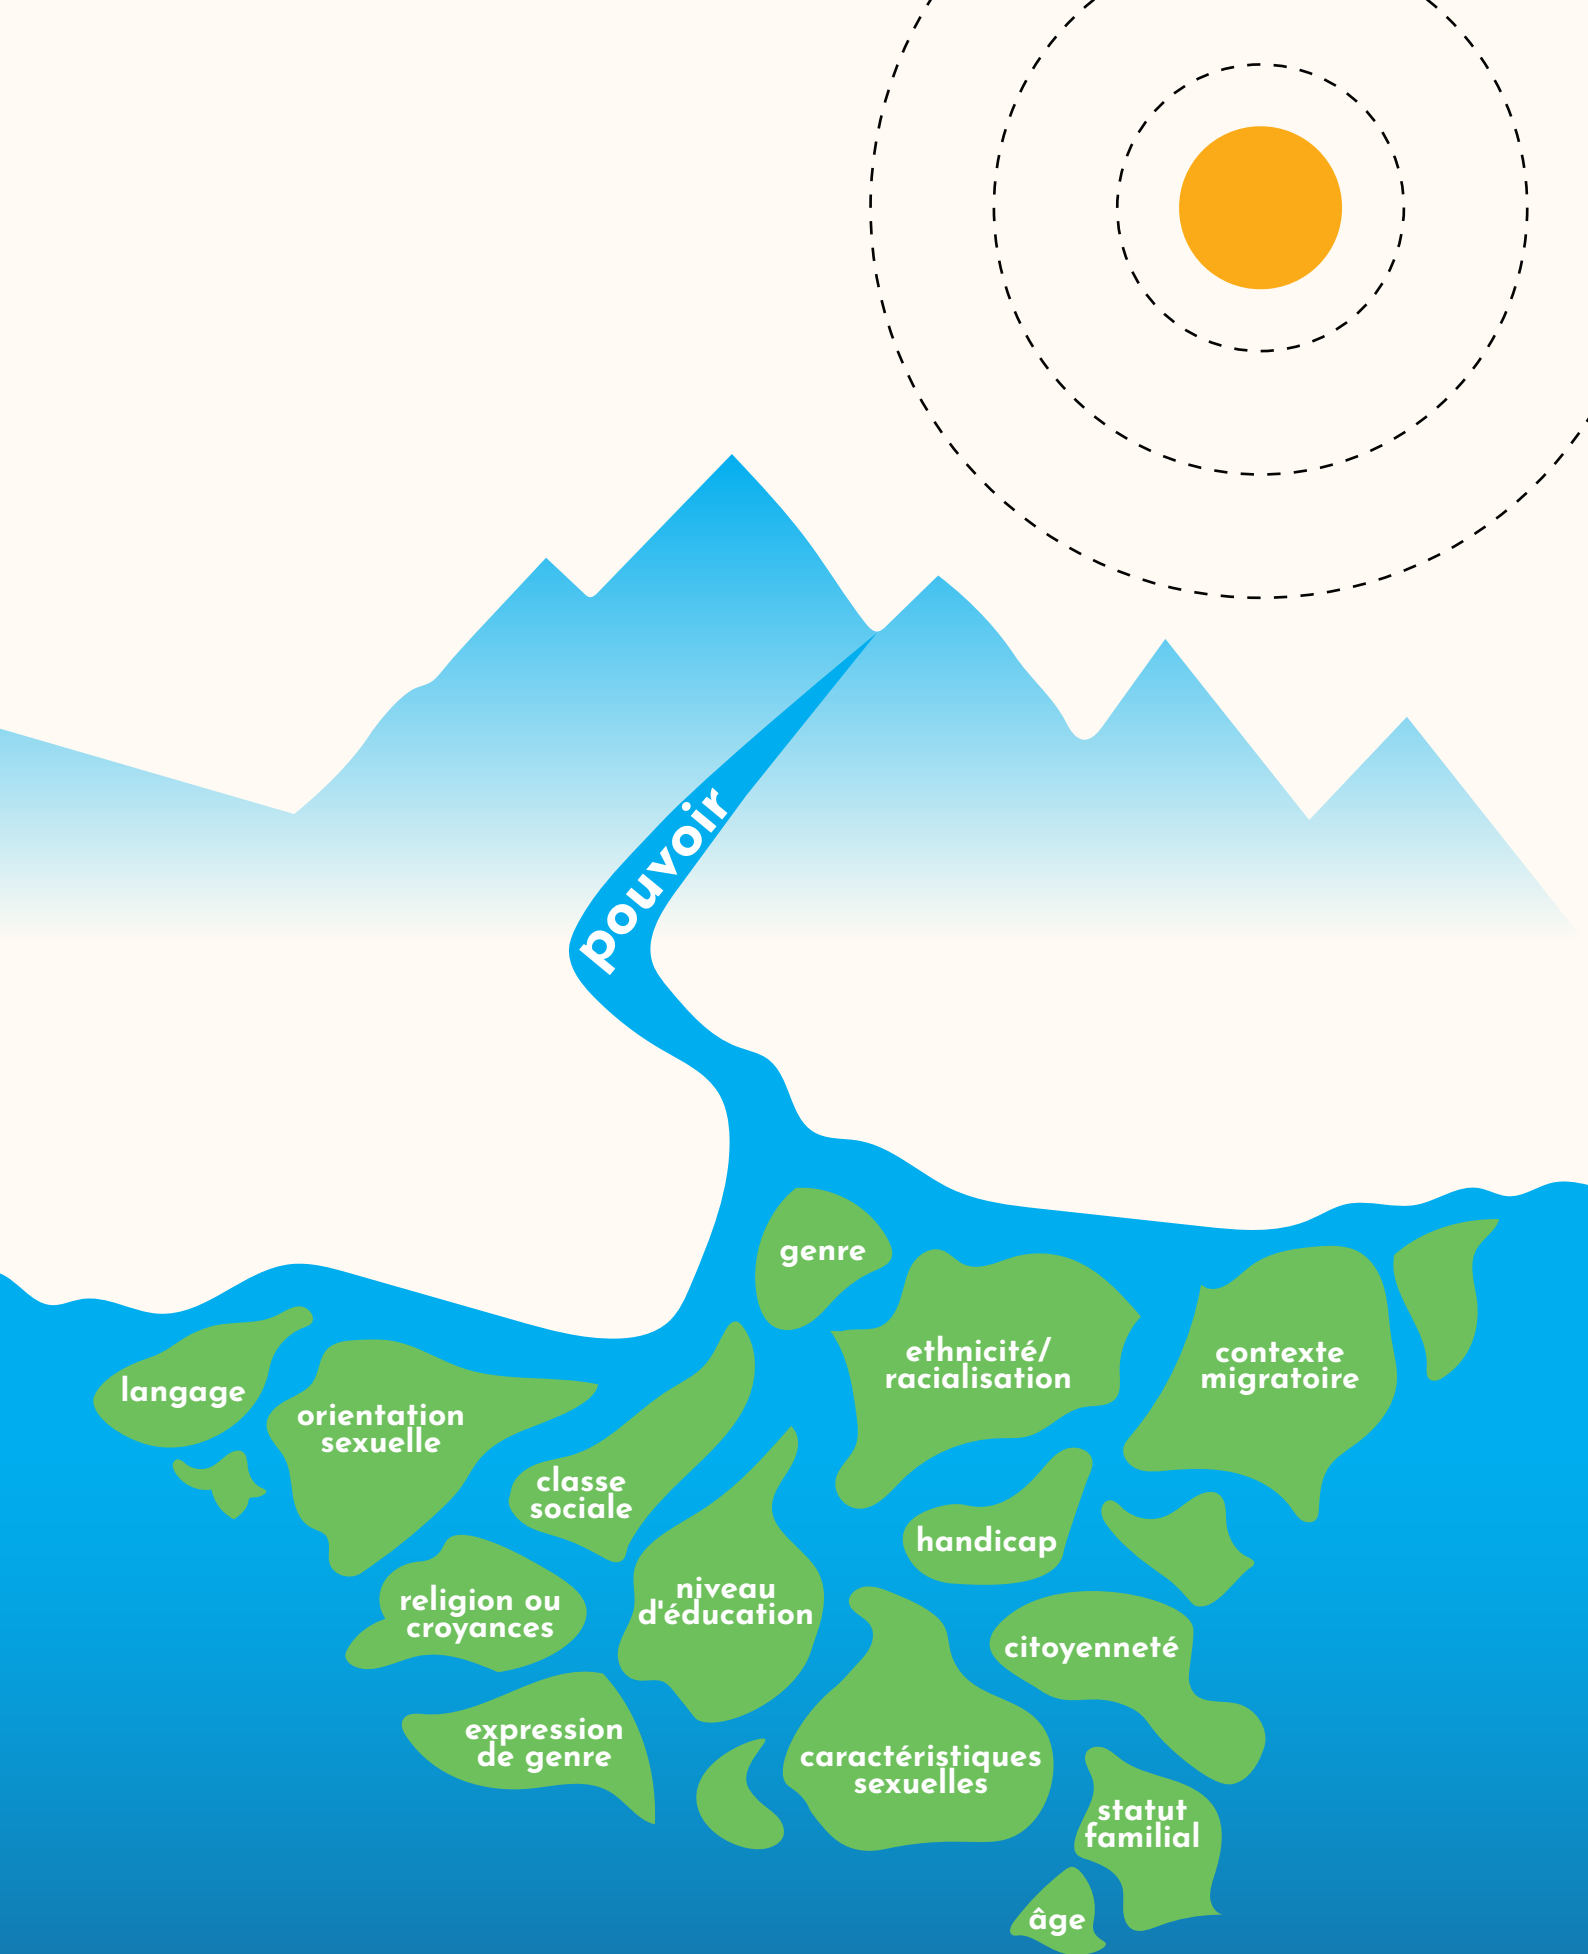 pouvoir
genre
ethnicité/
racialisation
contexte
migratoire
langage
orientation
sexuelle
classe
sociale
handicap
religion ou
croyances
niveau
d'éducation
citoyenneté
expression
de genre
caractéristiques
sexuelles
statut
familial
âge